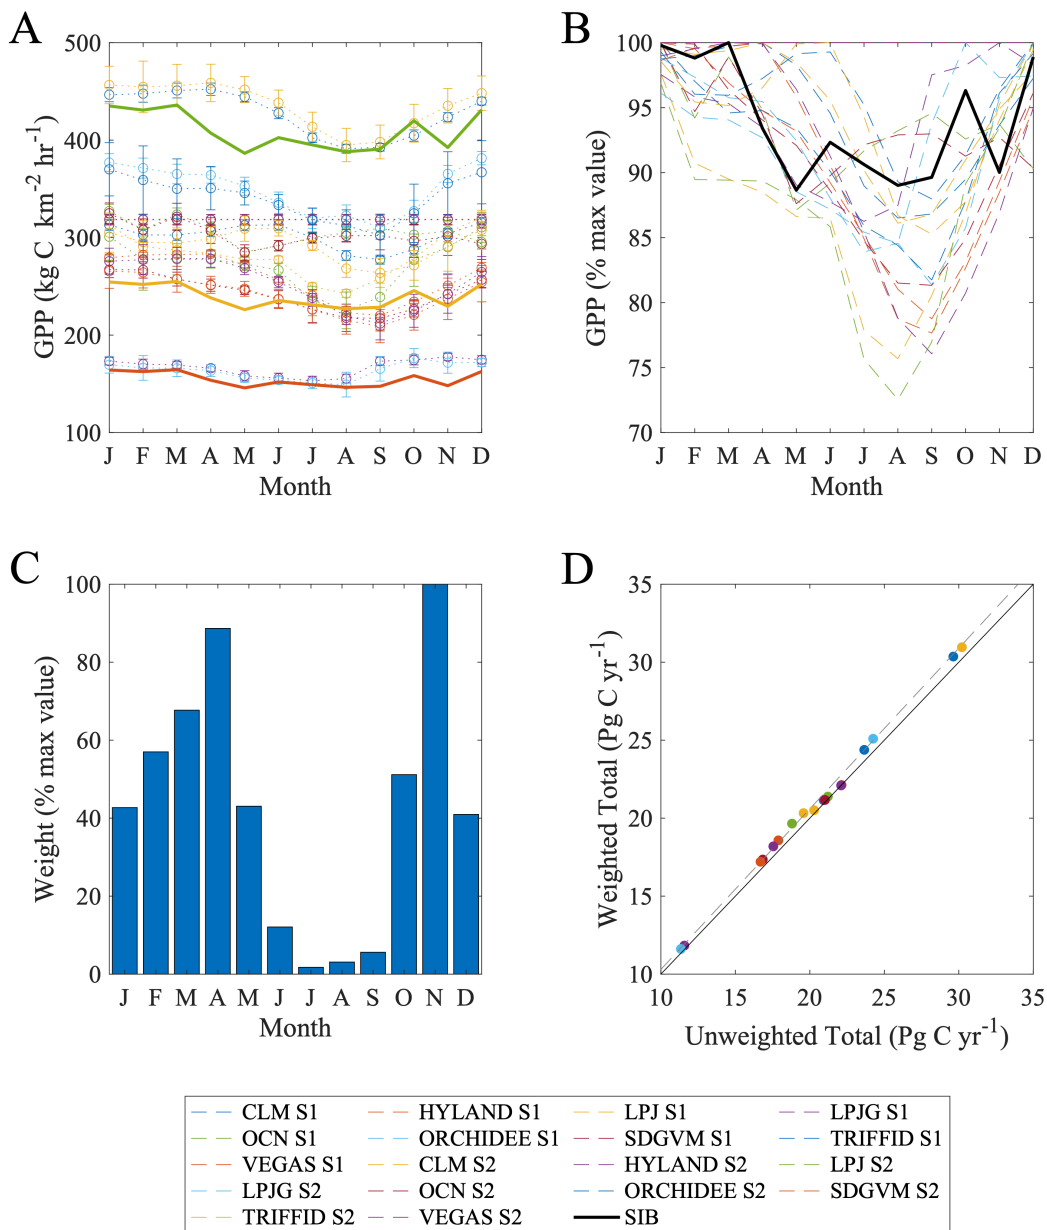 A
B
500
400
300
200
100
GPP (kg C km⁻² hr⁻¹)
J F M A M J J A S O N D
Month
100
95
90
85
80
75
70
GPP (% max value)
J F M A M J J A S O N D
Month
C
D
100
80
60
40
20
0
Weight (% max value)
J F M A M J J A S O N D
Month
35
30
25
20
15
10
Weighted Total (Pg C yr⁻¹)
10 15 20 25 30 35
Unweighted Total (Pg C yr⁻¹)
CLM S1 HYLAND S1 LPJ S1 LPJG S1
OCN S1 ORCHIDEE S1 SDGVM S1 TRIFFID S1
VEGAS S1 CLM S2 HYLAND S2 LPJ S2
LPJG S2 OCN S2 ORCHIDEE S2 SDGVM S2
TRIFFID S2 VEGAS S2 SIB